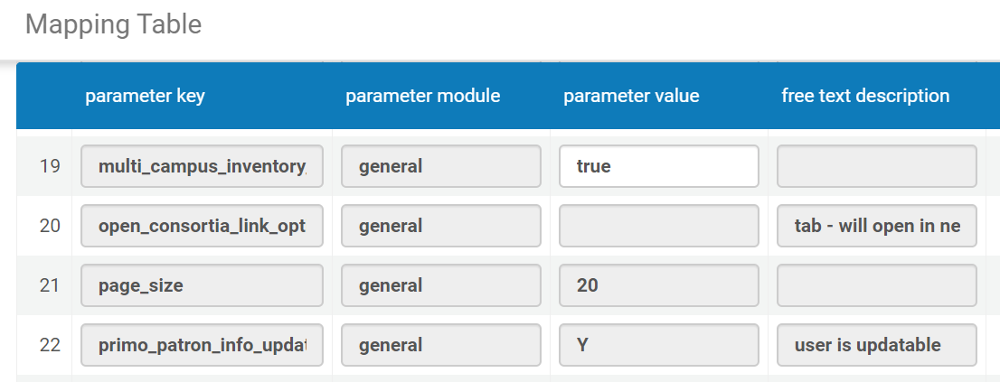 Mapping Table
parameter key parameter module parameter value free text description
19 multi_campus_inventory_ general true
20 open_consortia_link_opt general tab - will open in ne
21 page_size general 20
22 primo_patron_info_updat general Y user is updatable